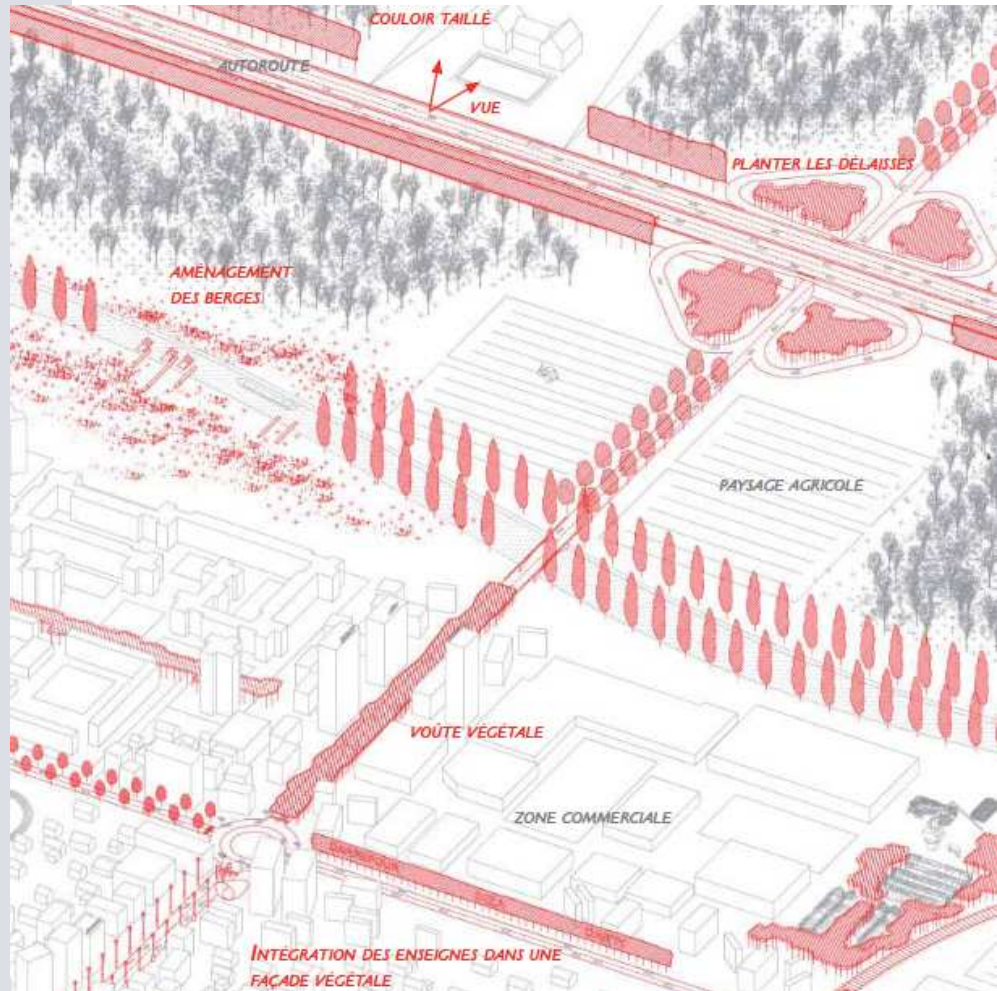 COULOIR TAILLÉ
AUTOROUTE
VUE
PLANTER LES DÉLAISSÉS
AMÉNAGEMENT
DES BERGES
PAYSAGE AGRICOLE
VOÛTE VÉGÉTALE
ZONE COMMERCIALE
INTÉGRATION DES ENSEIGNES DANS UNE
FAÇADE VÉGÉTALE